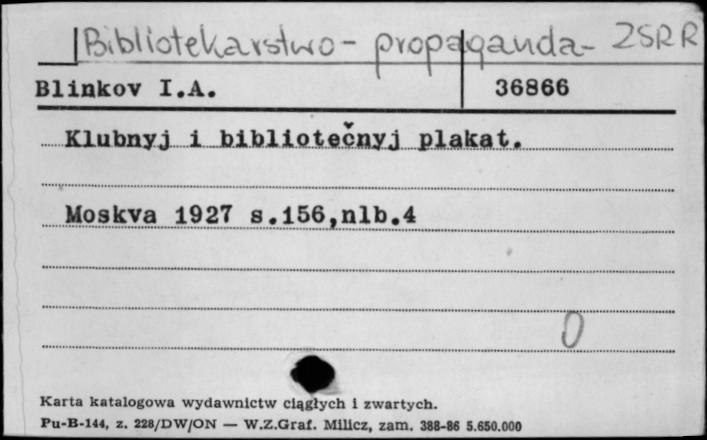 Bibliotekarstwo - propaganda - ZSRR
Blinkov I.A. 36866
Klubnyj i bibliotečnyj plakat.
Moskva 1927 s.156,nlb.4
0
Karta katalogowa wydawnictw ciągłych i zwartych.
Pu-B-144, z. 228/DW/ON — W.Z.Graf. Milicz, zam. 388-86 5.650.000